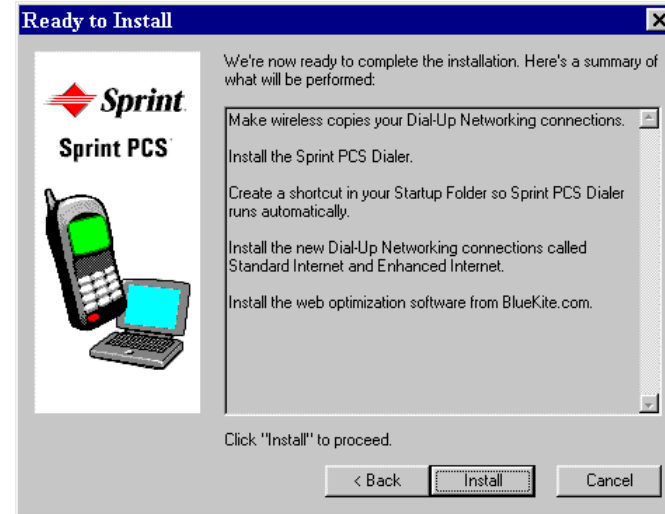 Ready to Install
We're now ready to complete the installation. Here's a summary of
what will be performed:
Sprint
Sprint PCS
Make wireless copies your Dial-Up Networking connections.
Install the Sprint PCS Dialer.
Create a shortcut in your Startup Folder so Sprint PCS Dialer
runs automatically.
Install the new Dial-Up Networking connections called
Standard Internet and Enhanced Internet.
Install the web optimization software from BlueKite.com.
Click "Install" to proceed.
< Back
Install
Cancel